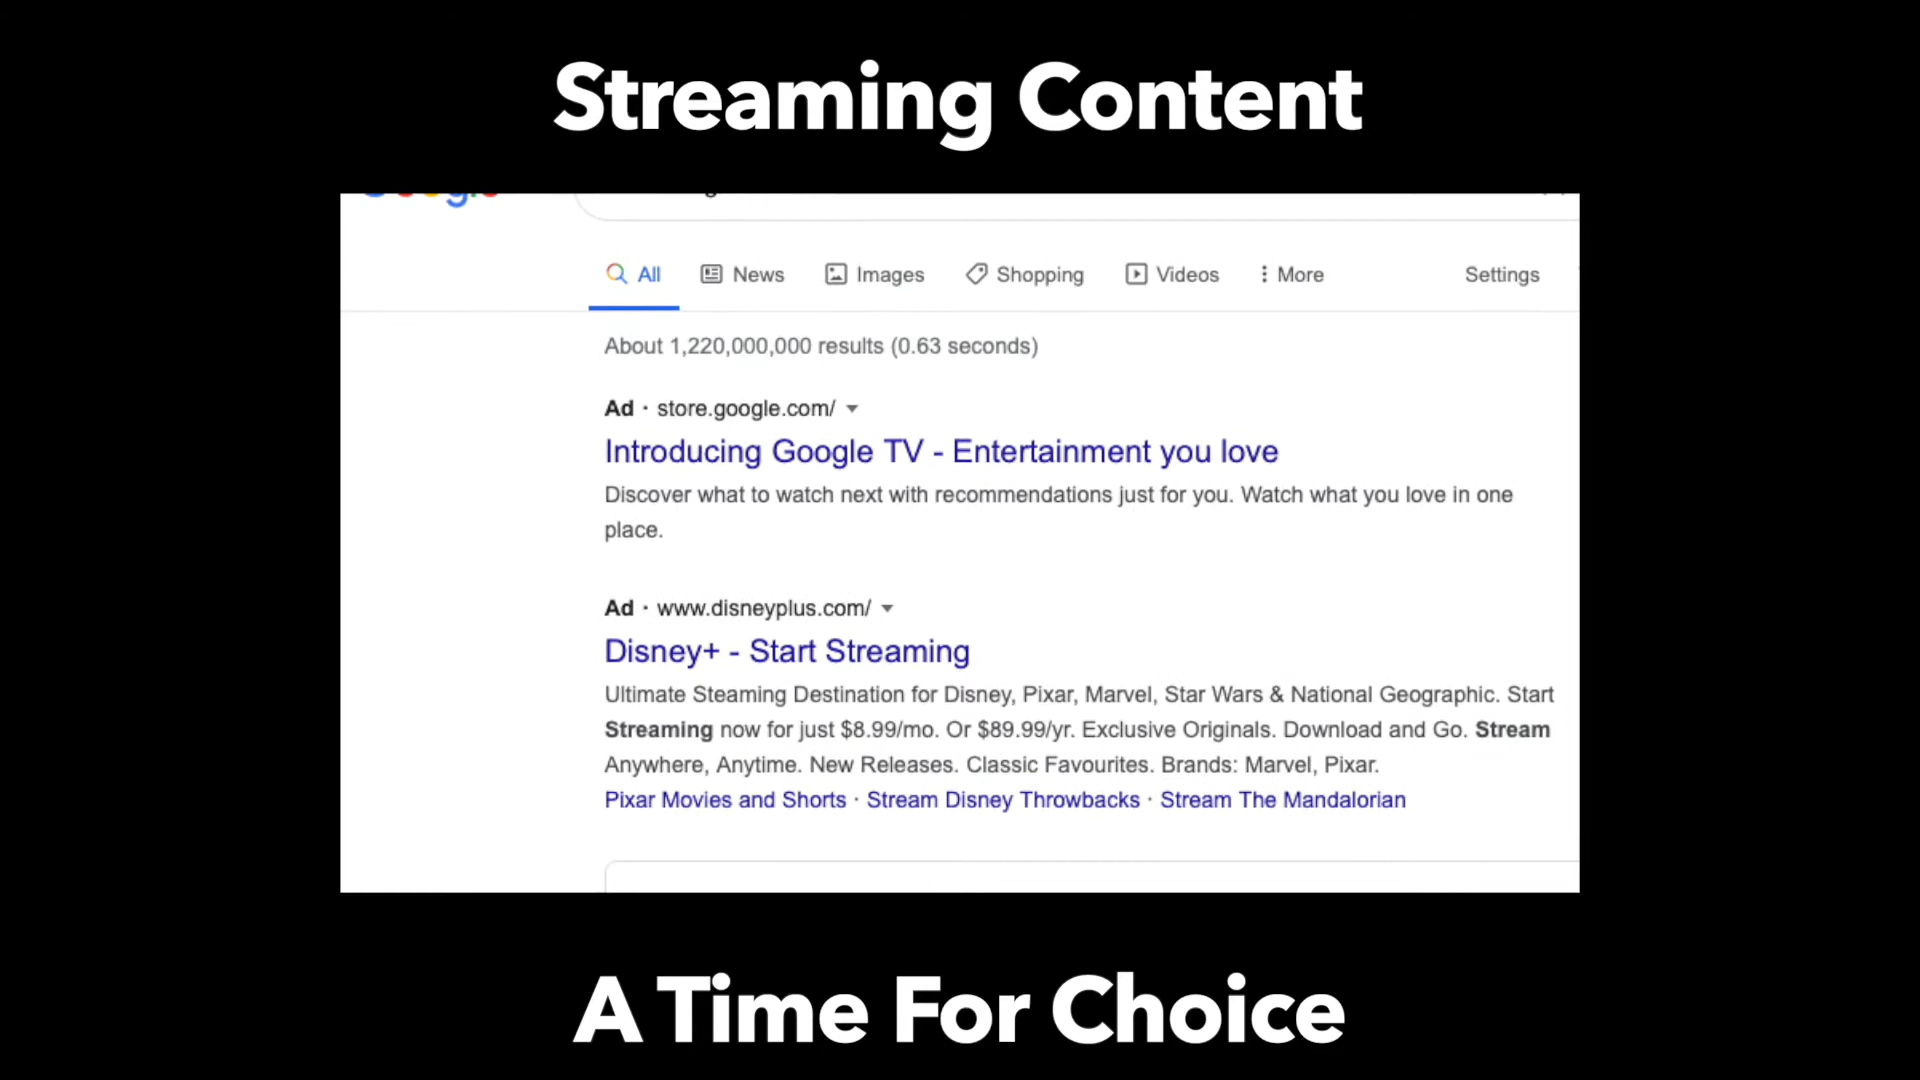 Streaming Content
All News Images Shopping Videos More Settings
About 1,220,000,000 results (0.63 seconds)
Ad · store.google.com/
Introducing Google TV - Entertainment you love
Discover what to watch next with recommendations just for you. Watch what you love in one
place.
Ad · www.disneyplus.com/
Disney+ - Start Streaming
Ultimate Steaming Destination for Disney, Pixar, Marvel, Star Wars & National Geographic. Start
Streaming now for just $8.99/mo. Or $89.99/yr. Exclusive Originals. Download and Go. Stream
Anywhere, Anytime. New Releases. Classic Favourites. Brands: Marvel, Pixar.
Pixar Movies and Shorts · Stream Disney Throwbacks · Stream The Mandalorian
A Time For Choice